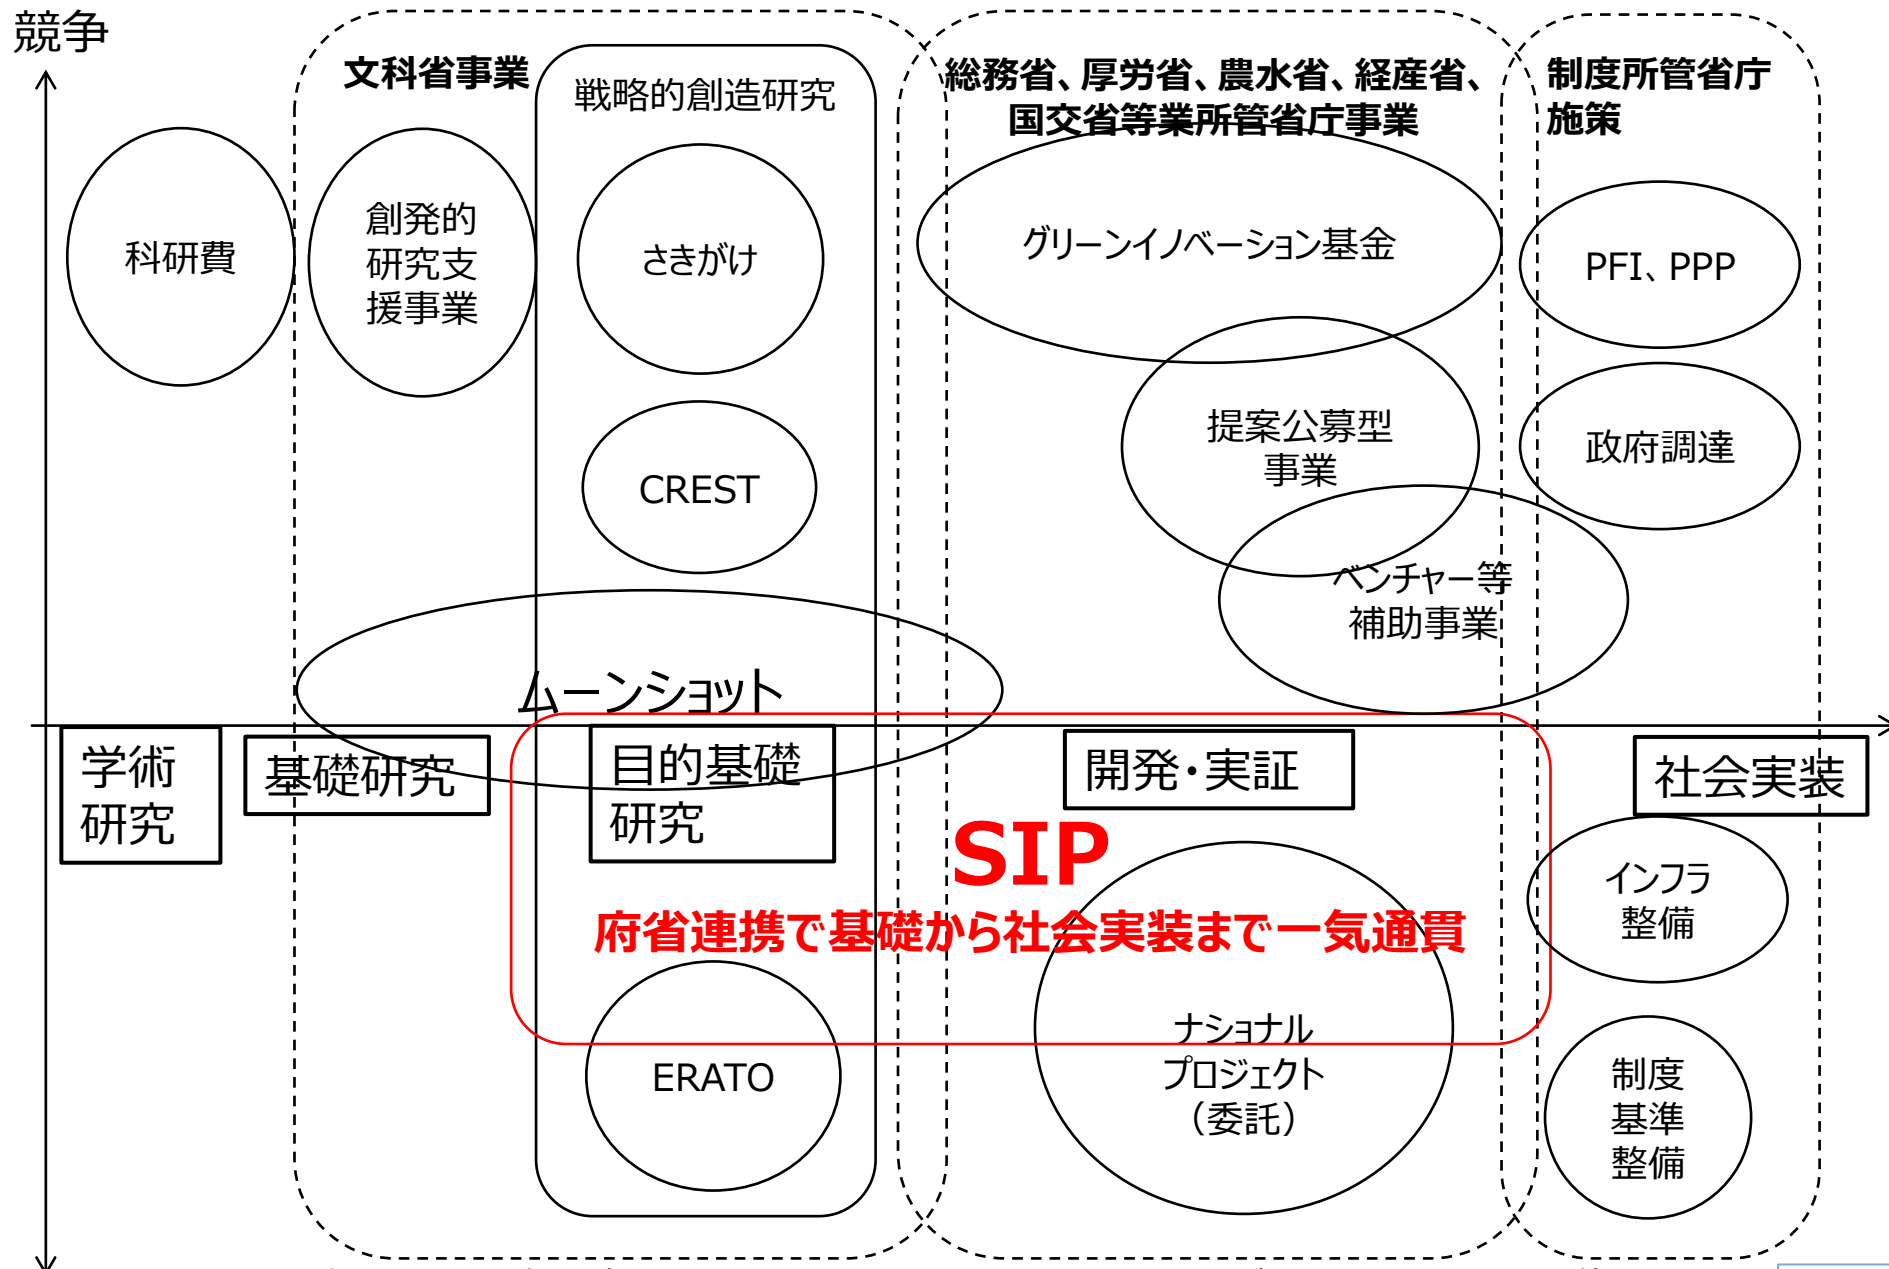 競争
文科省事業
戦略的創造研究
総務省、厚労省、農水省、経産省、
国交省等業所管省庁事業
制度所管省庁
施策
科研費
創発的
研究支
援事業
さきがけ
グリーンイノベーション基金
PFI、PPP
CREST
提案公募型
事業
政府調達
ベンチャー等
補助事業
ムーンショット
学術
研究
基礎研究
目的基礎
研究
開発・実証
社会実装
SIP
府省連携で基礎から社会実装まで一気通貫
インフラ
整備
ERATO
ナショナル
プロジェクト
（委託）
制度
基準
整備